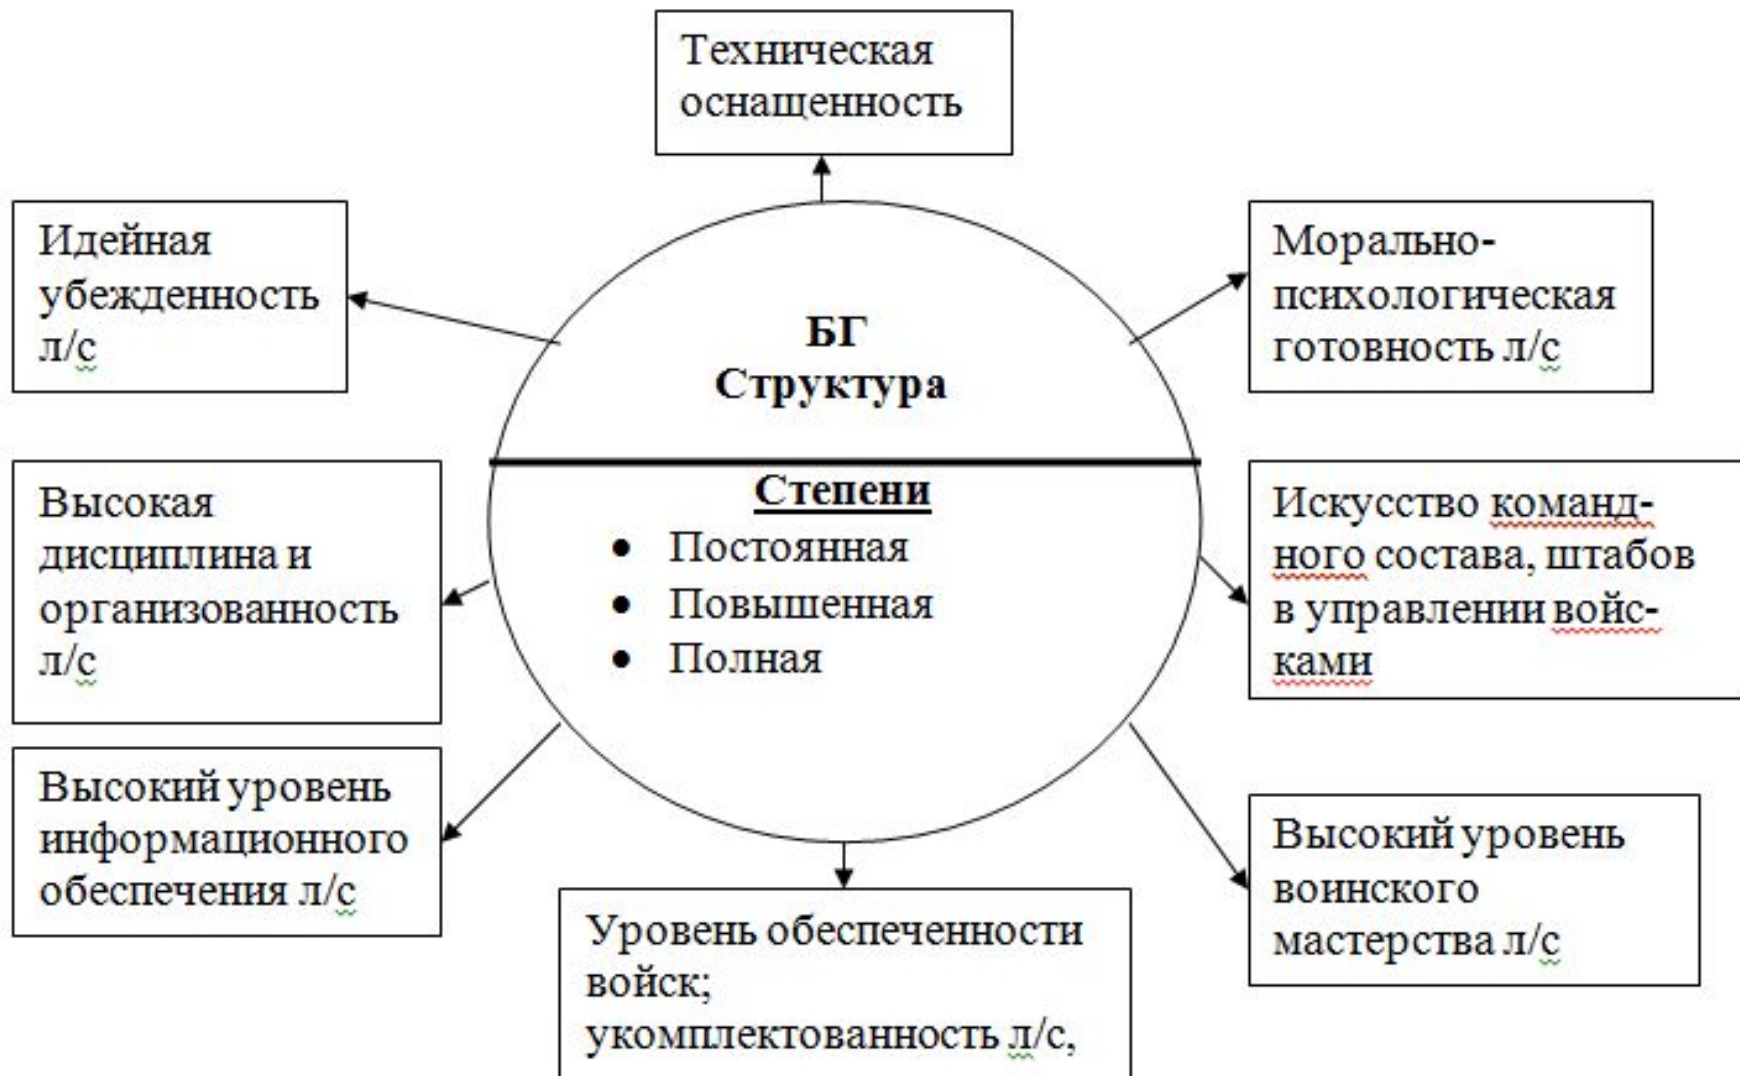 Техническая
оснащенность
Идейная
убежденность
л/с
Морально-
психологическая
готовность л/с
БГ
Структура
Степени
• Постоянная
• Повышенная
• Полная
Высокая
дисциплина и
организованность
л/с
Искусство команд-
ного состава, штабов
в управлении войс-
ками
Высокий уровень
информационного
обеспечения л/с
Высокий уровень
воинского
мастерства л/с
Уровень обеспеченности
войск;
укомплектованность л/с,